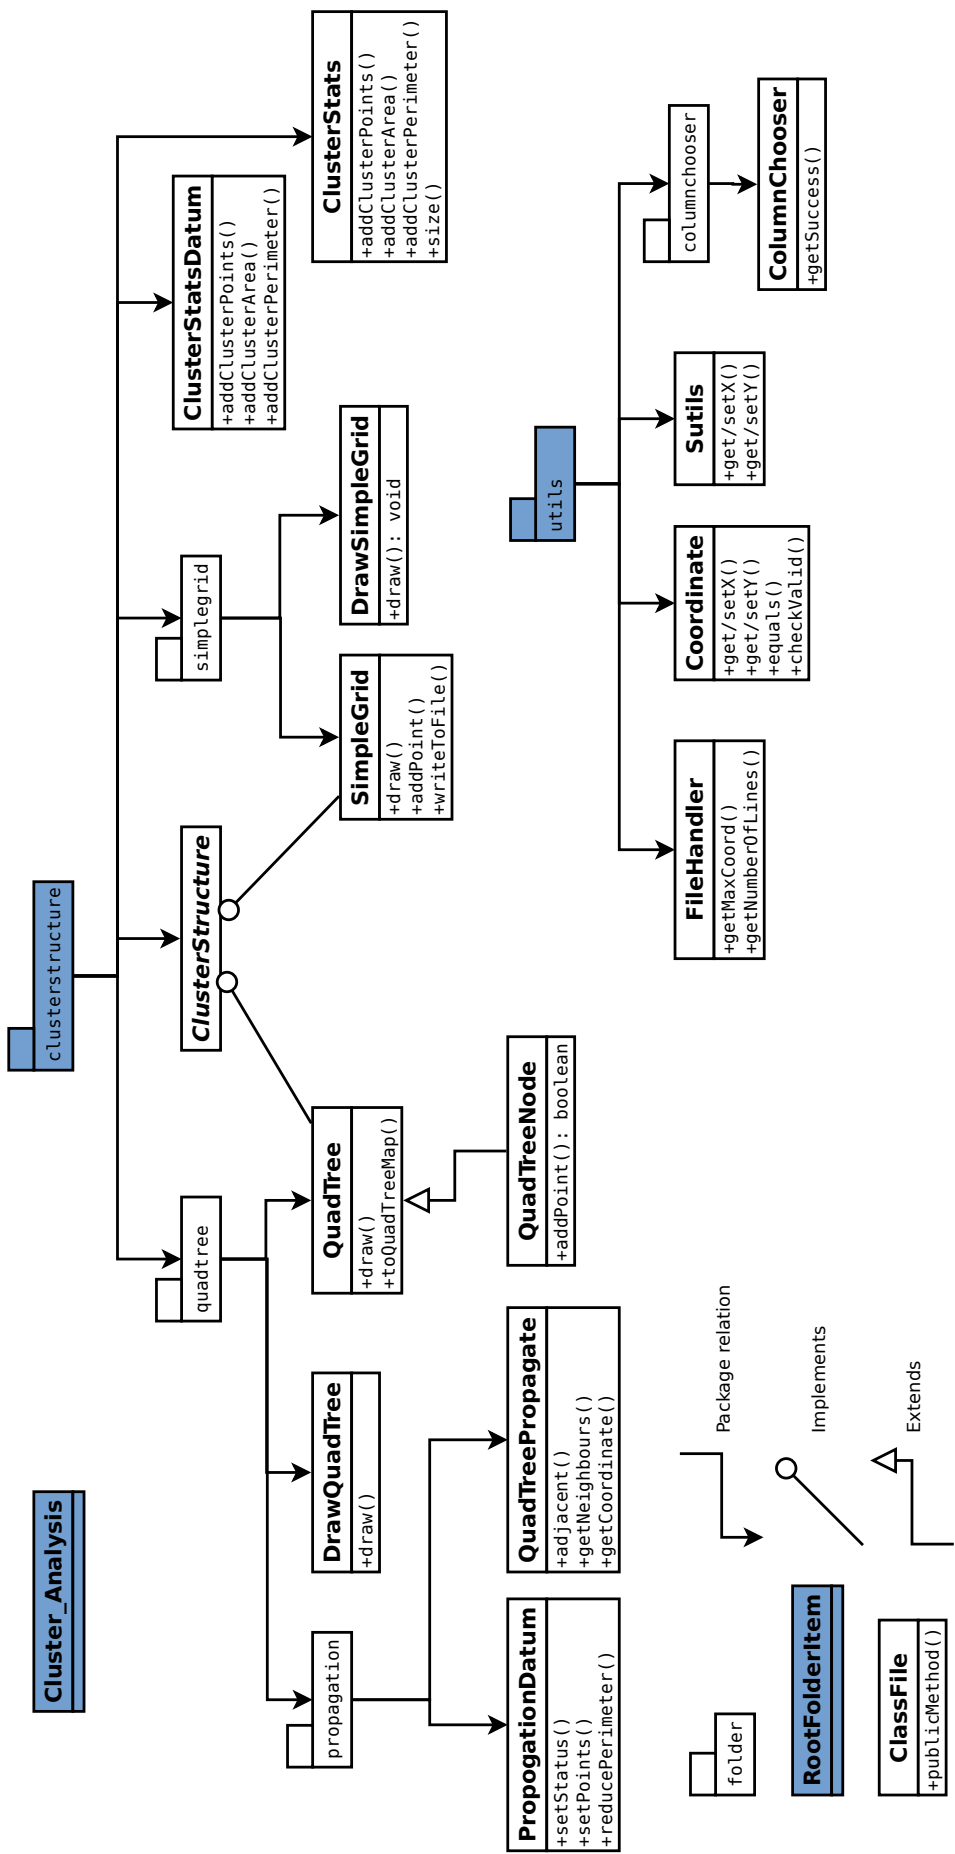 Cluster_Analysis
clusterstructure
quadtree
ClusterStructure
simplegrid
ClusterStatsDatum
+addClusterPoints()
+addClusterArea()
+addClusterPerimeter()
ClusterStats
+addClusterPoints()
+addClusterArea()
+addClusterPerimeter()
+size()
propagation
DrawQuadTree
+draw()
QuadTree
+draw()
+toQuadTreeMap()
SimpleGrid
+draw()
+addPoint()
+writeToFile()
DrawSimpleGrid
+draw(): void
PropogationDatum
+setStatus()
+setPoints()
+reducePerimeter()
QuadTreePropagate
+adjacent()
+getNeighbours()
+getCoordinate()
QuadTreeNode
+addPoint(): boolean
utils
FileHandler
+getMaxCoord()
+getNumberOfLines()
Coordinate
+get/setX()
+get/setY()
+equals()
+checkValid()
Sutils
+get/setX()
+get/setY()
columnchooser
ColumnChooser
+getSuccess()
folder
Package relation
RootFolderItem
Implements
ClassFile
+publicMethod()
Extends